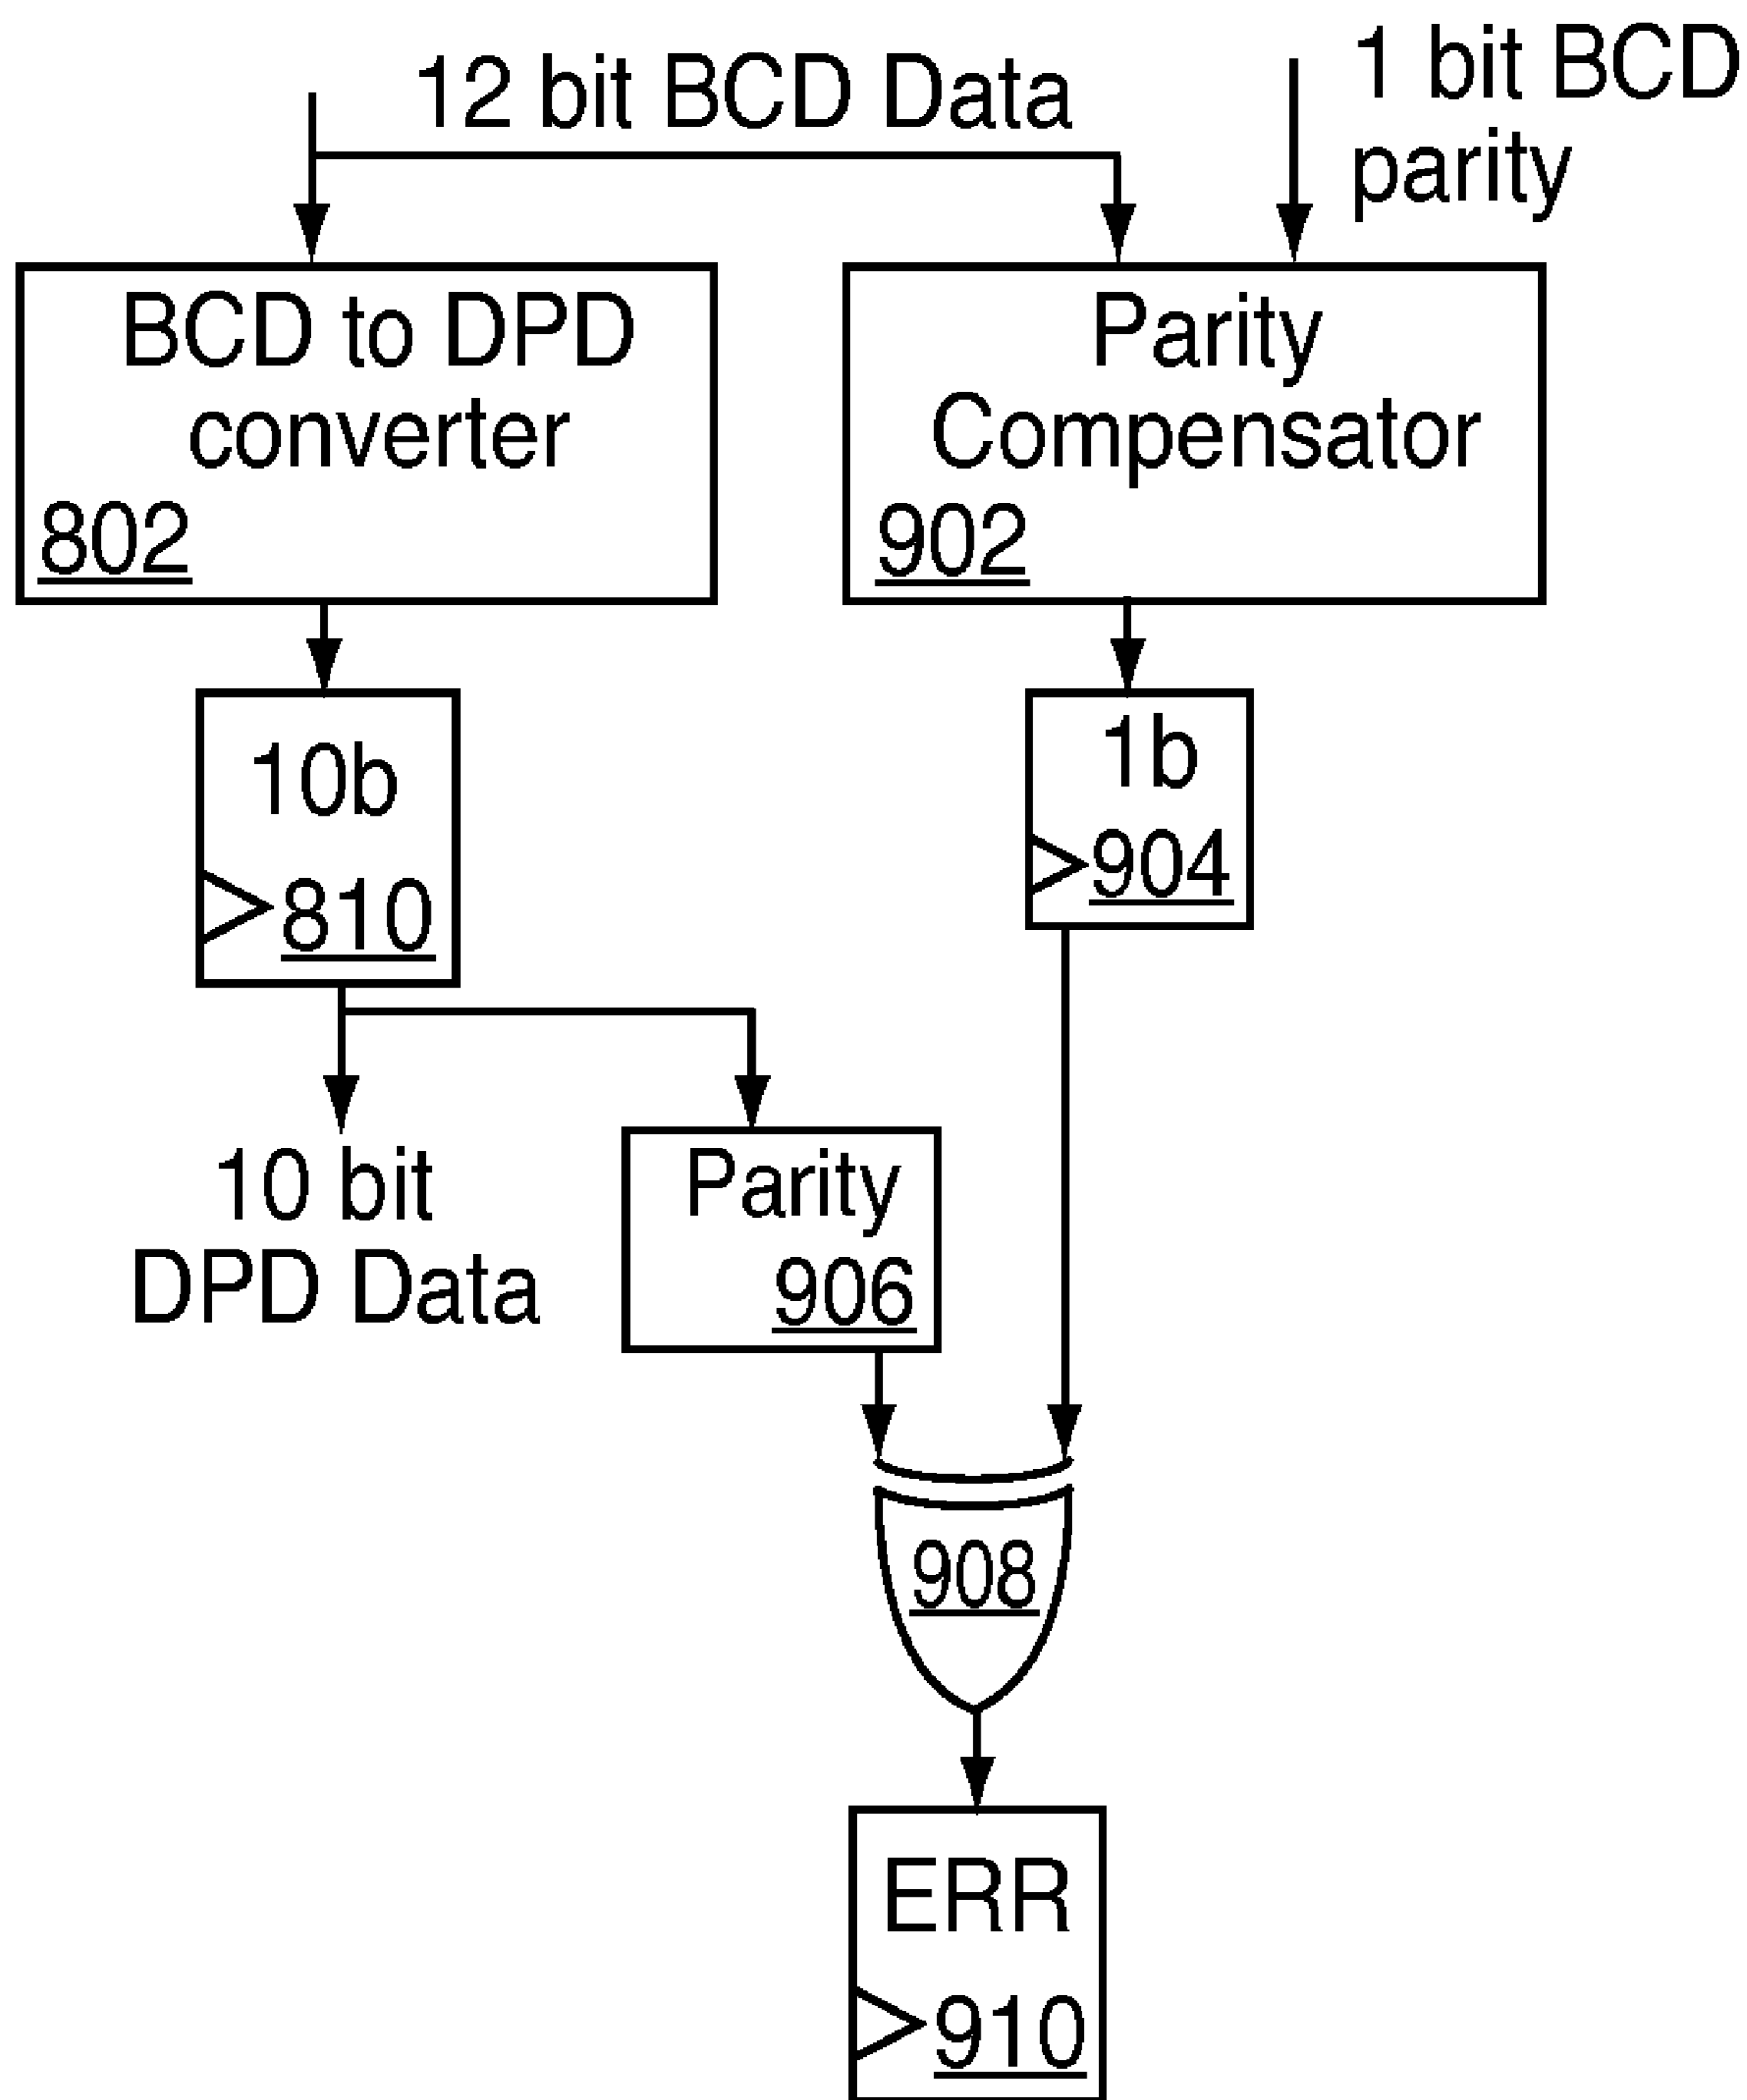 12 bit BCD Data
1 bit BCD
parity
BCD to DPD
converter
802
Parity
Compensator
902
10b
810
1b
904
10 bit
DPD Data
Parity
906
908
ERR
910